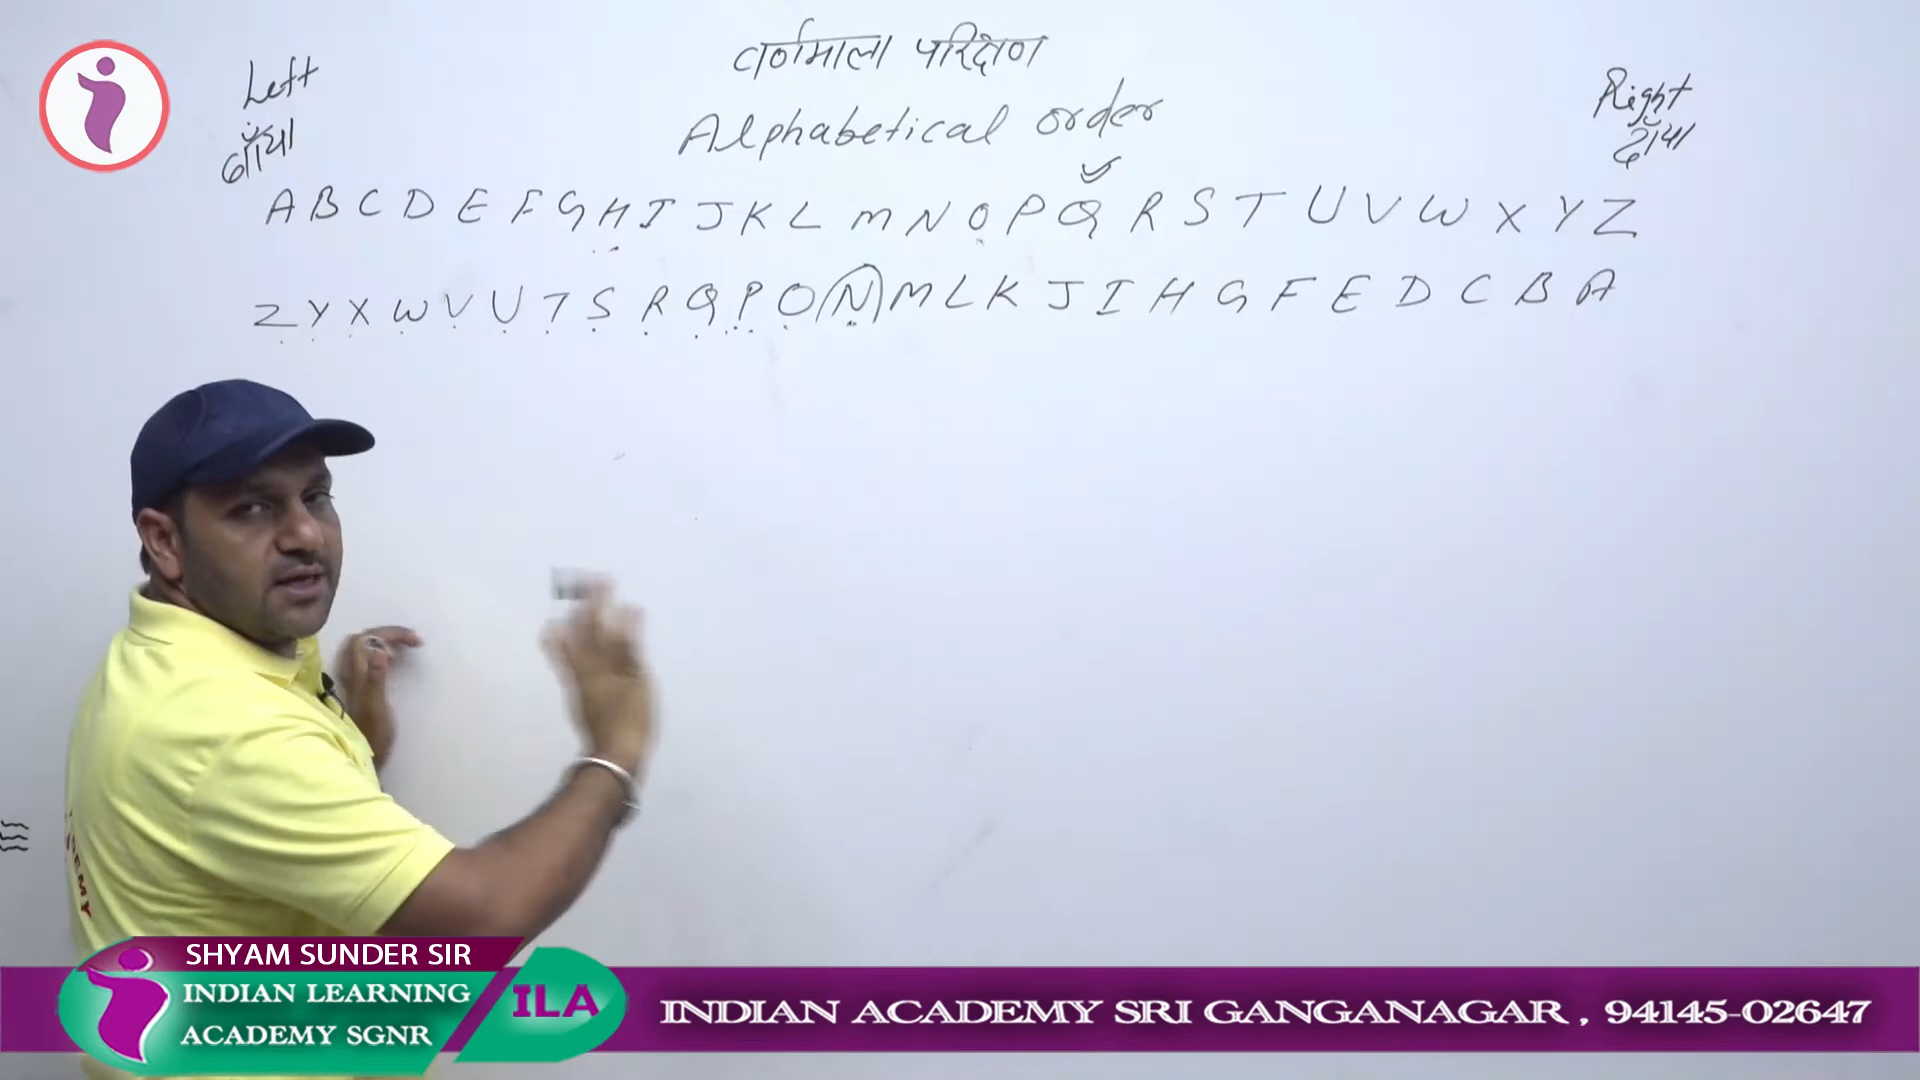 वर्णमाला परिक्षण
Left
बाँया
Alphabetical order
Right
दाँया
A B C D E F G H I J K L M N O P Q R S T U V W X Y Z
Z Y X W V U T S R Q P O N M L K J I H G F E D C B A
SHYAM SUNDER SIR
INDIAN LEARNING
ACADEMY SGNR
ILA
INDIAN ACADEMY SRI GANGANAGAR , 94145-02647